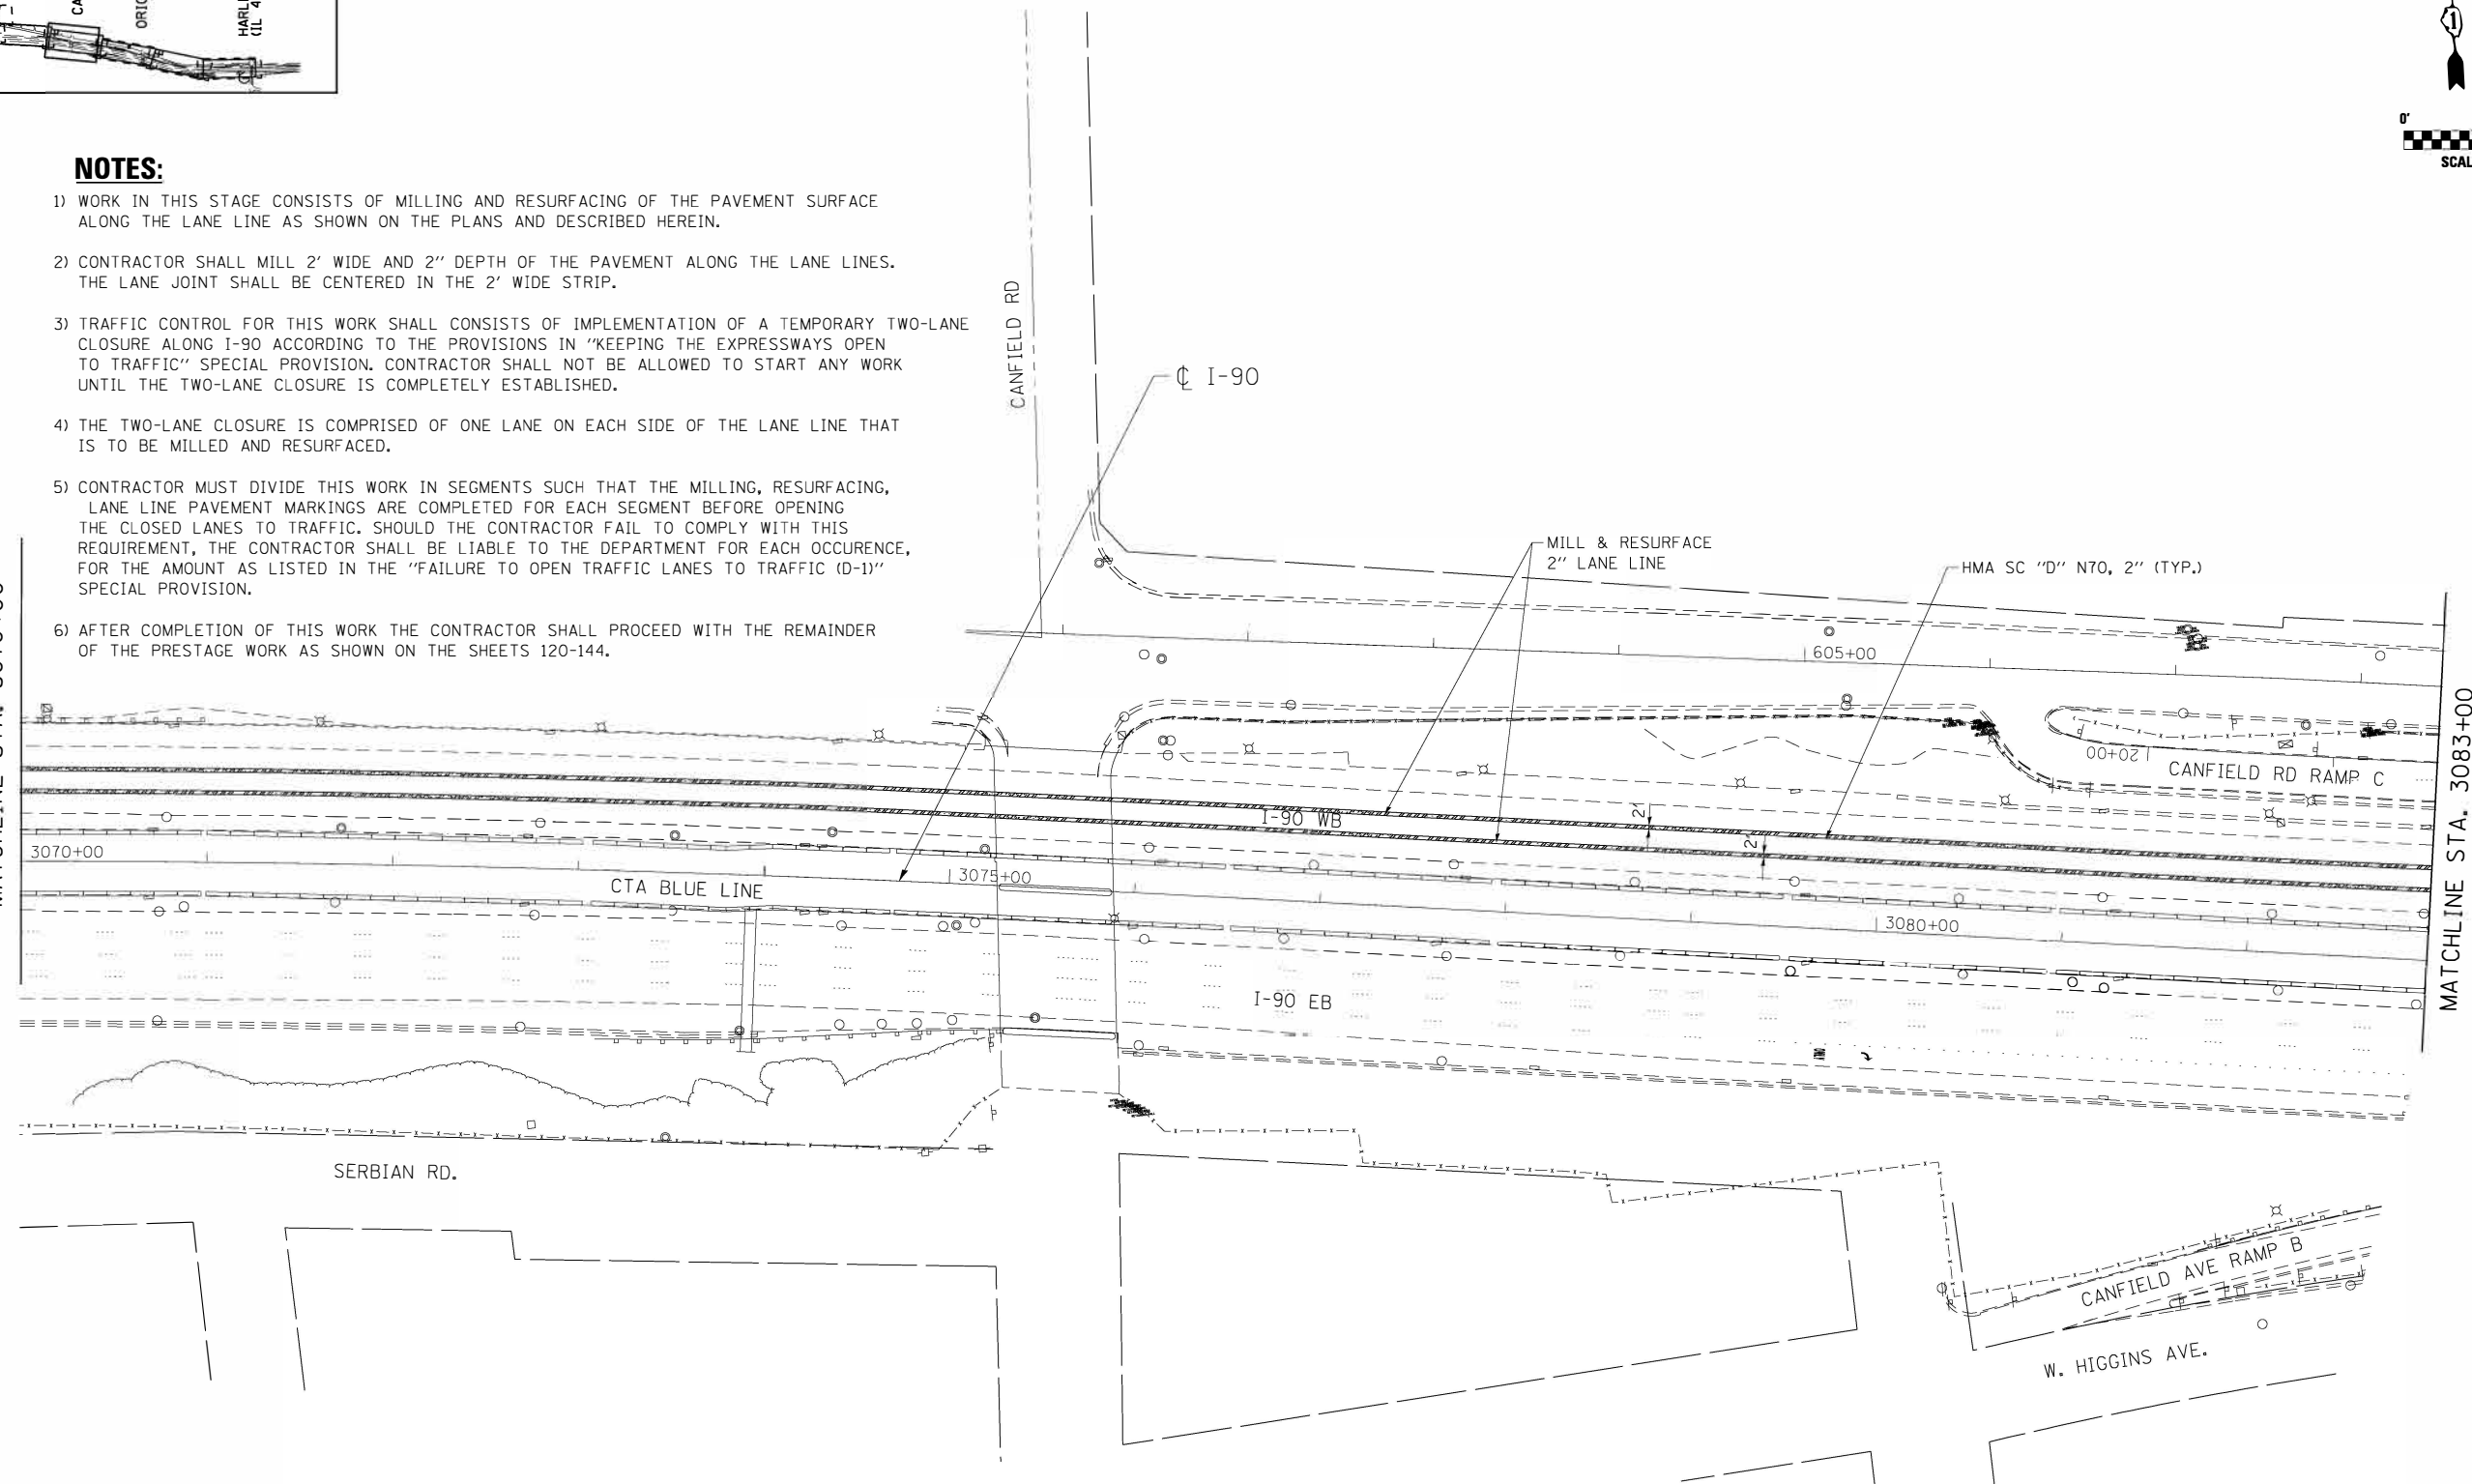 NOTES:
1) WORK IN THIS STAGE CONSISTS OF MILLING AND RESURFACING OF THE PAVEMENT SURFACE
ALONG THE LANE LINE AS SHOWN ON THE PLANS AND DESCRIBED HEREIN.
2) CONTRACTOR SHALL MILL 2' WIDE AND 2" DEPTH OF THE PAVEMENT ALONG THE LANE LINES.
THE LANE JOINT SHALL BE CENTERED IN THE 2' WIDE STRIP.
3) TRAFFIC CONTROL FOR THIS WORK SHALL CONSISTS OF IMPLEMENTATION OF A TEMPORARY TWO-LANE
CLOSURE ALONG I-90 ACCORDING TO THE PROVISIONS IN "KEEPING THE EXPRESSWAYS OPEN
TO TRAFFIC" SPECIAL PROVISION. CONTRACTOR SHALL NOT BE ALLOWED TO START ANY WORK
UNTIL THE TWO-LANE CLOSURE IS COMPLETELY ESTABLISHED.
4) THE TWO-LANE CLOSURE IS COMPRISED OF ONE LANE ON EACH SIDE OF THE LANE LINE THAT
IS TO BE MILLED AND RESURFACED.
5) CONTRACTOR MUST DIVIDE THIS WORK IN SEGMENTS SUCH THAT THE MILLING, RESURFACING,
LANE LINE PAVEMENT MARKINGS ARE COMPLETED FOR EACH SEGMENT BEFORE OPENING
THE CLOSED LANES TO TRAFFIC. SHOULD THE CONTRACTOR FAIL TO COMPLY WITH THIS
REQUIREMENT, THE CONTRACTOR SHALL BE LIABLE TO THE DEPARTMENT FOR EACH OCCURENCE,
FOR THE AMOUNT AS LISTED IN THE "FAILURE TO OPEN TRAFFIC LANES TO TRAFFIC (D-1)"
SPECIAL PROVISION.
6) AFTER COMPLETION OF THIS WORK THE CONTRACTOR SHALL PROCEED WITH THE REMAINDER
OF THE PRESTAGE WORK AS SHOWN ON THE SHEETS 120-144.
0'
CANFIELD RD
℄ I-90
MILL & RESURFACE
2" LANE LINE
HMA SC "D" N70, 2" (TYP.)
605+00
20+00
CANFIELD RD RAMP C
MATCHLINE STA. 3083+00
I-90 WB
2'
2'
3070+00
3075+00
CTA BLUE LINE
3080+00
I-90 EB
SERBIAN RD.
CANFIELD AVE RAMP B
W. HIGGINS AVE.